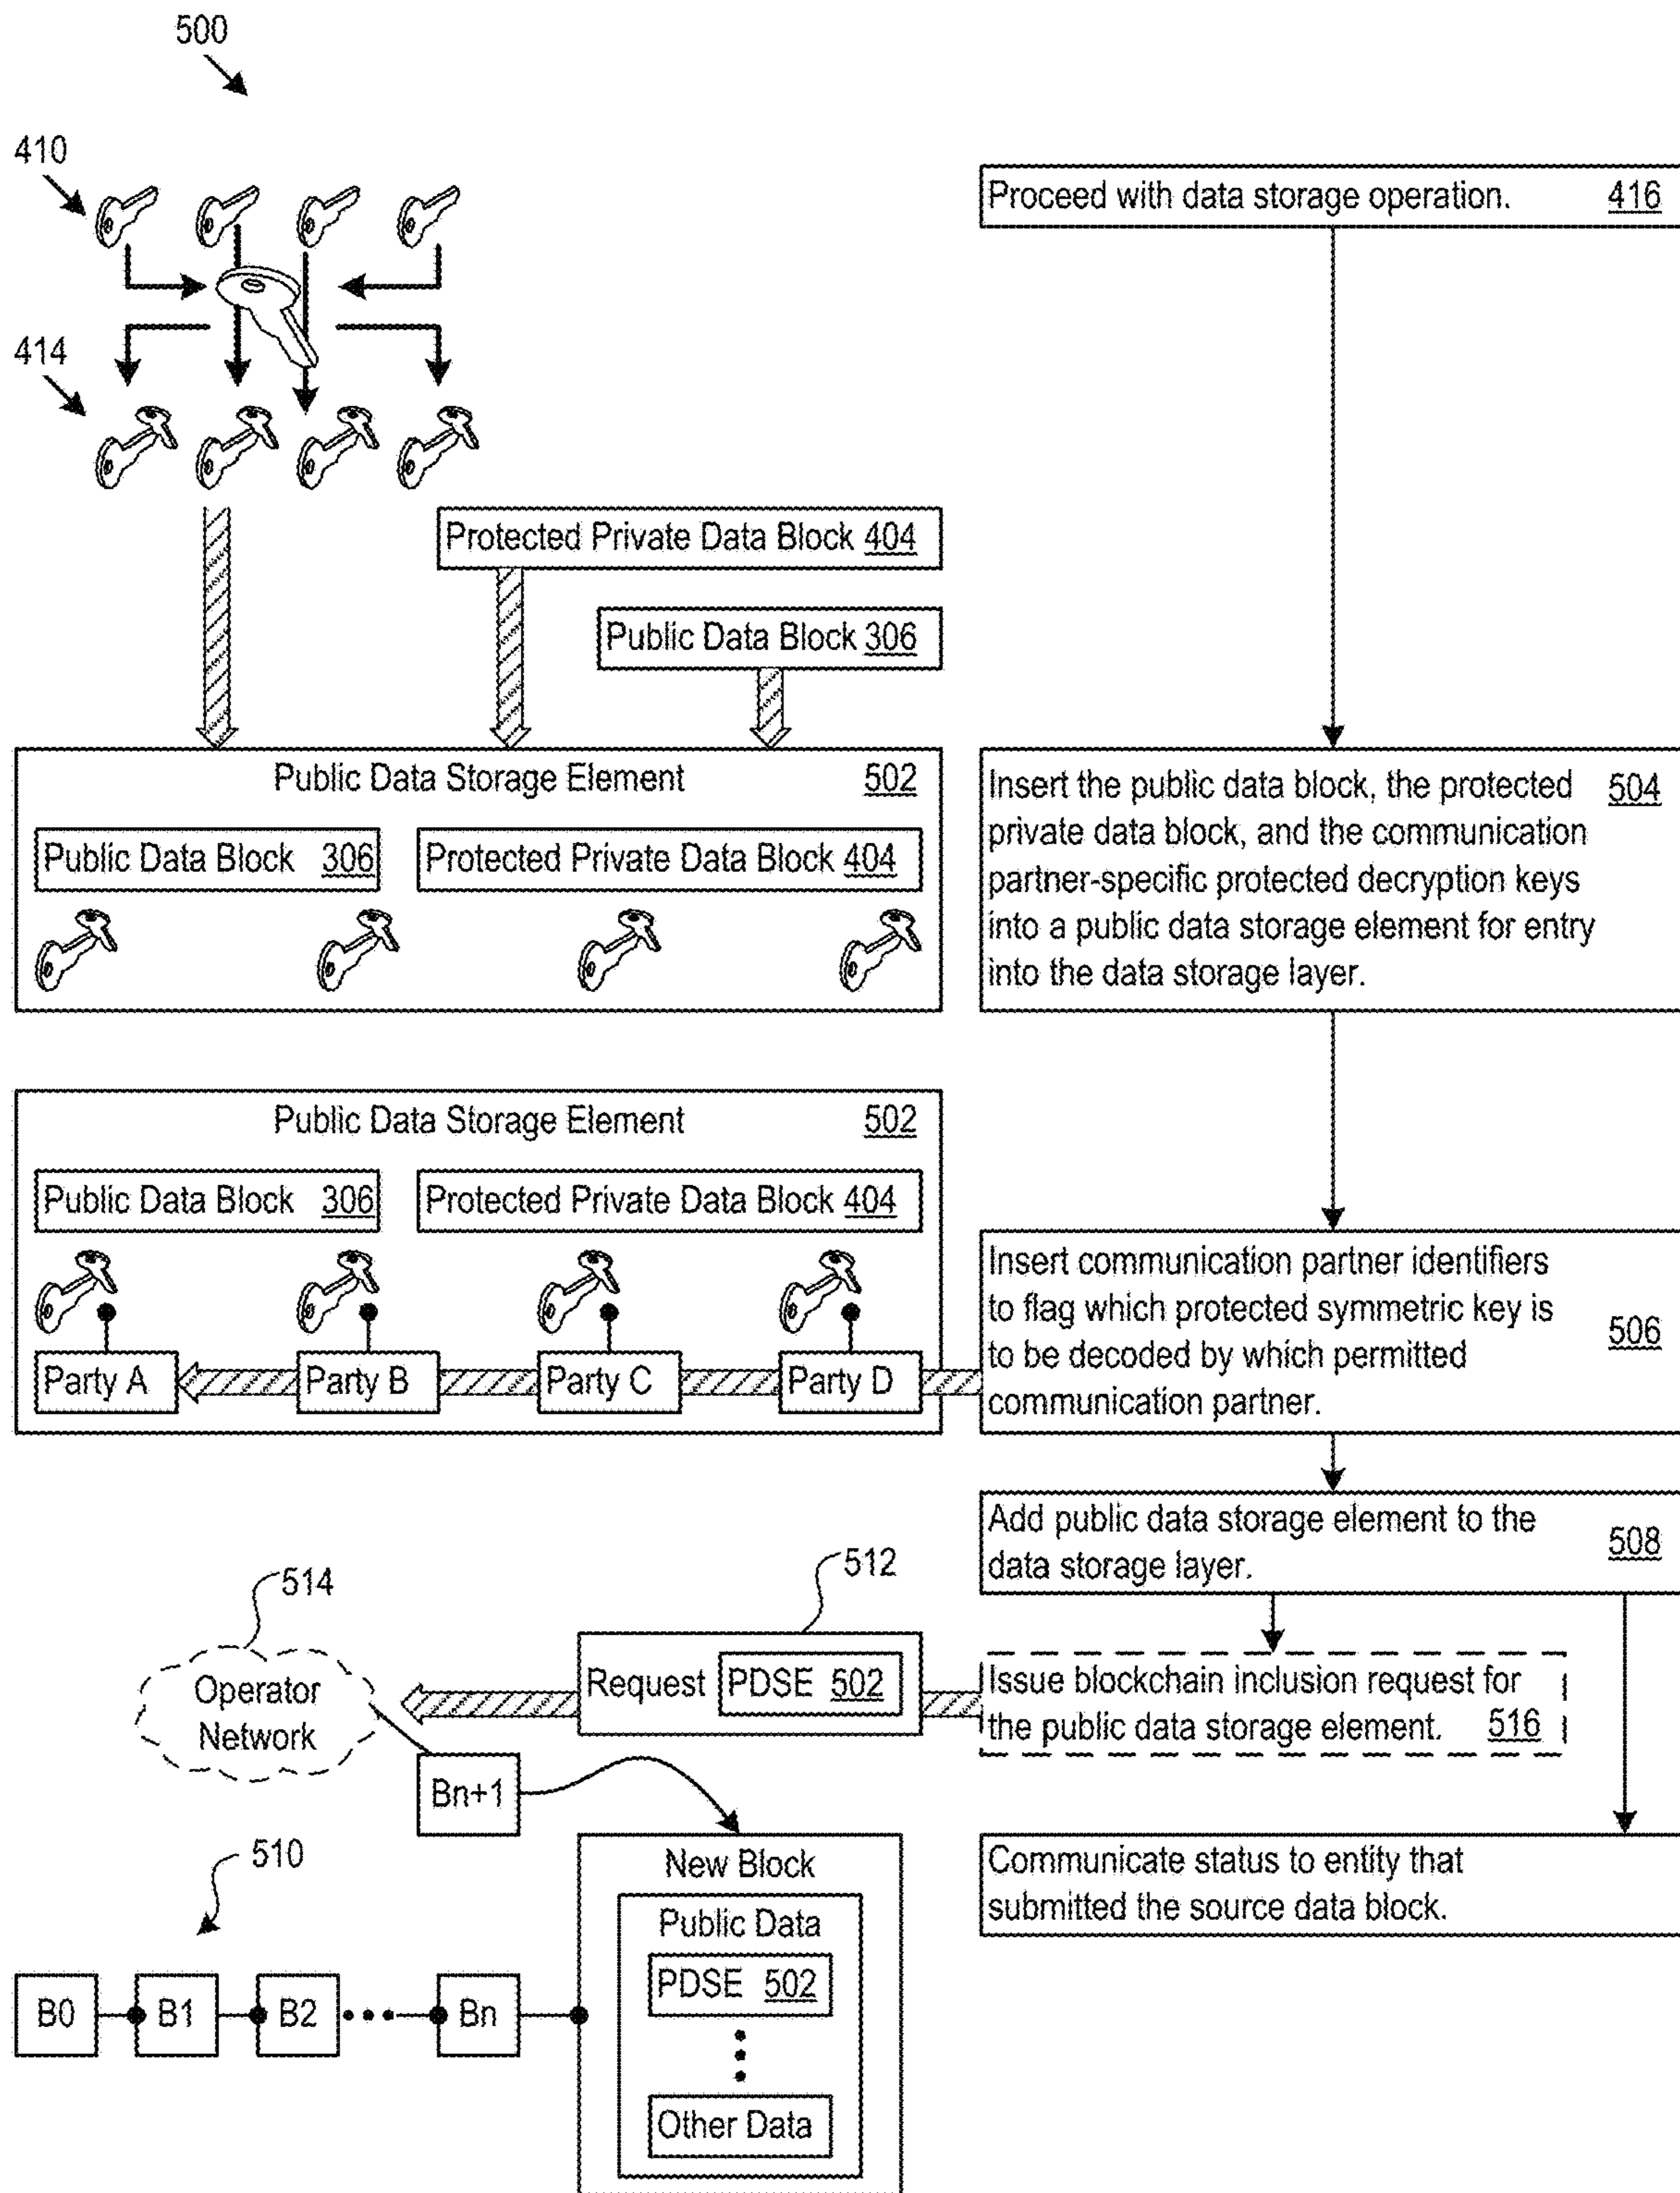 500
410
Proceed with data storage operation. 416
414
Protected Private Data Block 404
Public Data Block 306
Public Data Storage Element 502
Public Data Block 306
Protected Private Data Block 404
Insert the public data block, the protected 504
private data block, and the communication
partner-specific protected decryption keys
into a public data storage element for entry
into the data storage layer.
Public Data Storage Element 502
Public Data Block 306
Protected Private Data Block 404
Party A
Party B
Party C
Party D
Insert communication partner identifiers
to flag which protected symmetric key is
to be decoded by which permitted
communication partner.
506
Add public data storage element to the
data storage layer.
508
514
512
Operator
Network
Request
PDSE 502
Issue blockchain inclusion request for
the public data storage element. 516
Bn+1
510
New Block
Public Data
PDSE 502
Other Data
Communicate status to entity that
submitted the source data block.
B0
B1
B2
Bn